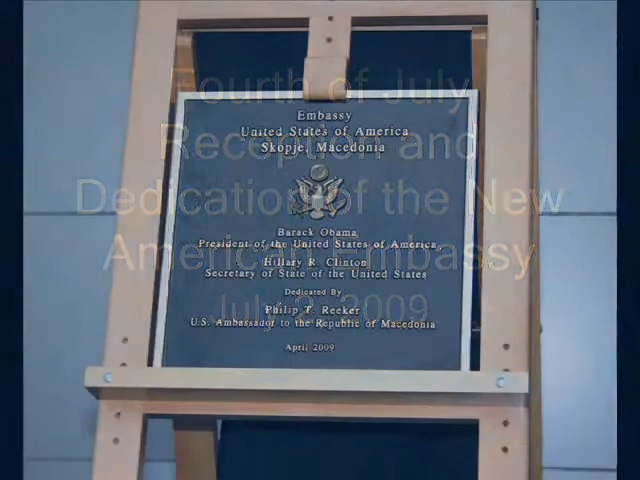 Fourth of July
Reception and
Dedication of the New
American Embassy
July 2, 2009
Embassy
United States of America
Skopje, Macedonia
Barack Obama
President of the United States of America
Hillary R. Clinton
Secretary of State of the United States
Dedicated By
Philip T. Reeker
U.S. Ambassador to the Republic of Macedonia
April 2009